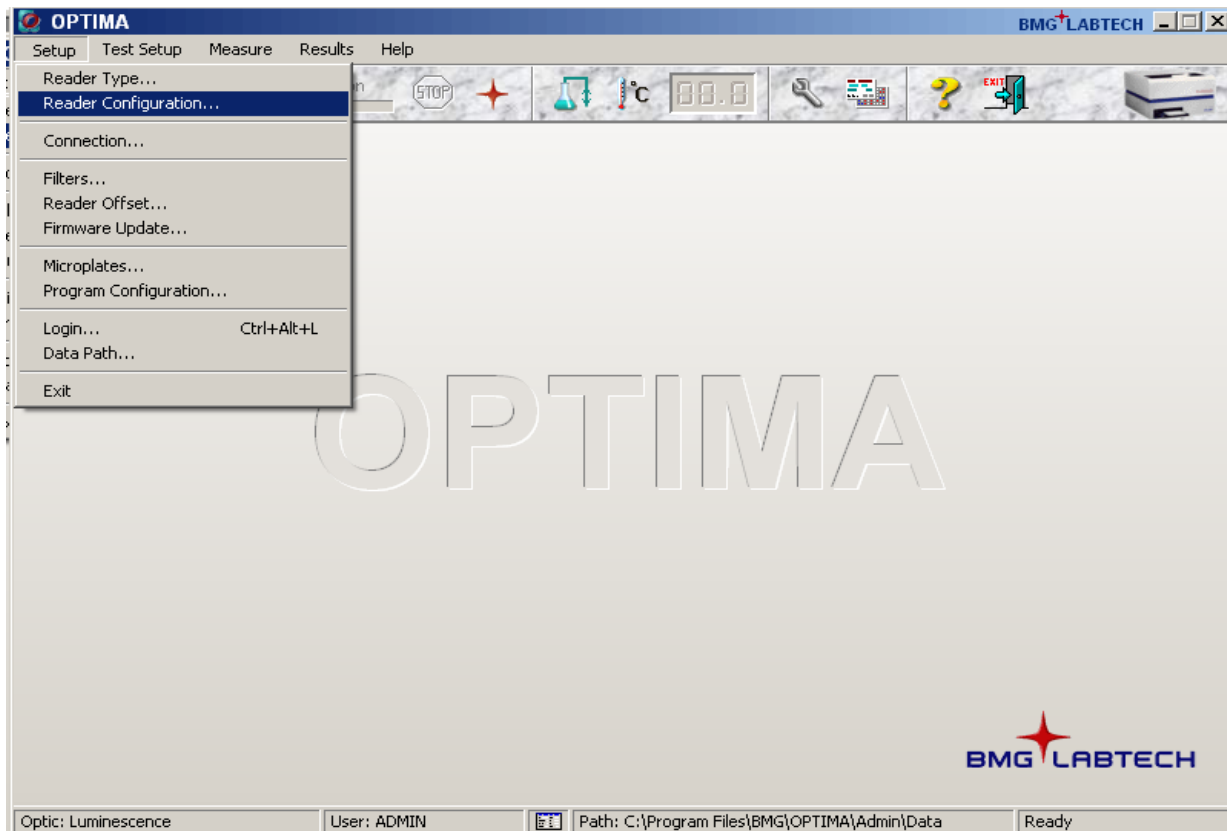 OPTIMA
BMG LABTECH
Setup Test Setup Measure Results Help
Reader Type...
Reader Configuration...
STOP
°C
00.0
?
EXIT
Connection...
Filters...
Reader Offset...
Firmware Update...
Microplates...
Program Configuration...
Login... Ctrl+Alt+L
Data Path...
Exit
OPTIMA
BMG LABTECH
Optic: Luminescence
User: ADMIN
Path: C:\Program Files\BMG\OPTIMA\Admin\Data
Ready